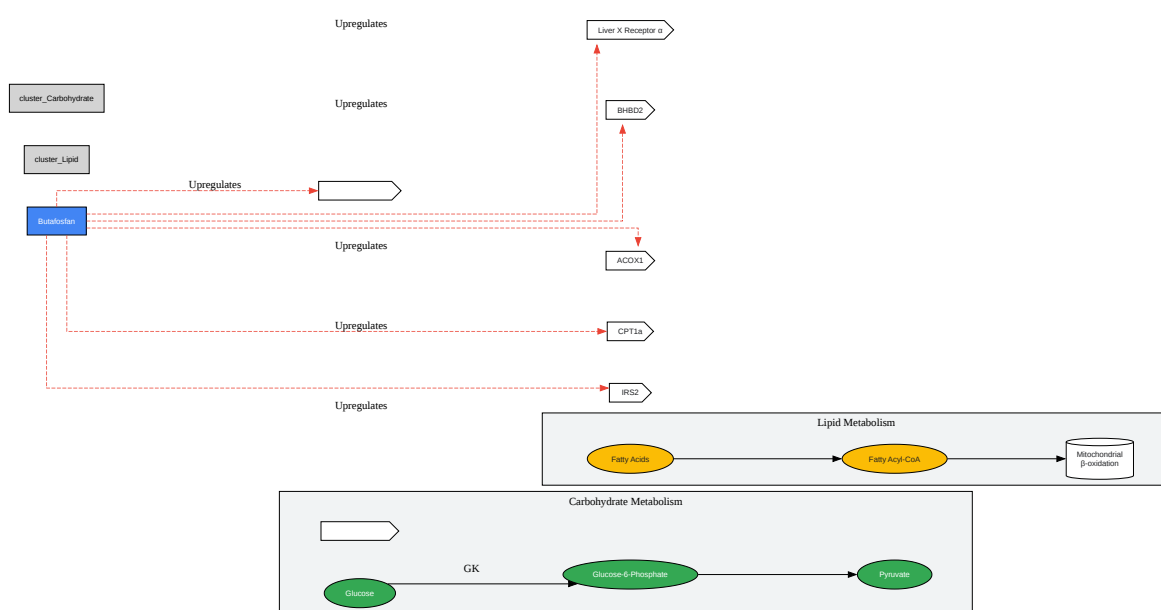 Upregulates
Liver X Receptor α
cluster_Carbohydrate
Upregulates
BHBD2
cluster_Lipid
Upregulates
Butafosfan
Upregulates
ACOX1
Upregulates
CPT1a
IRS2
Upregulates
Lipid Metabolism
Fatty Acids
Fatty Acyl-CoA
Mitochondrial
β-oxidation
Carbohydrate Metabolism
GK
Glucose-6-Phosphate
Pyruvate
Glucose